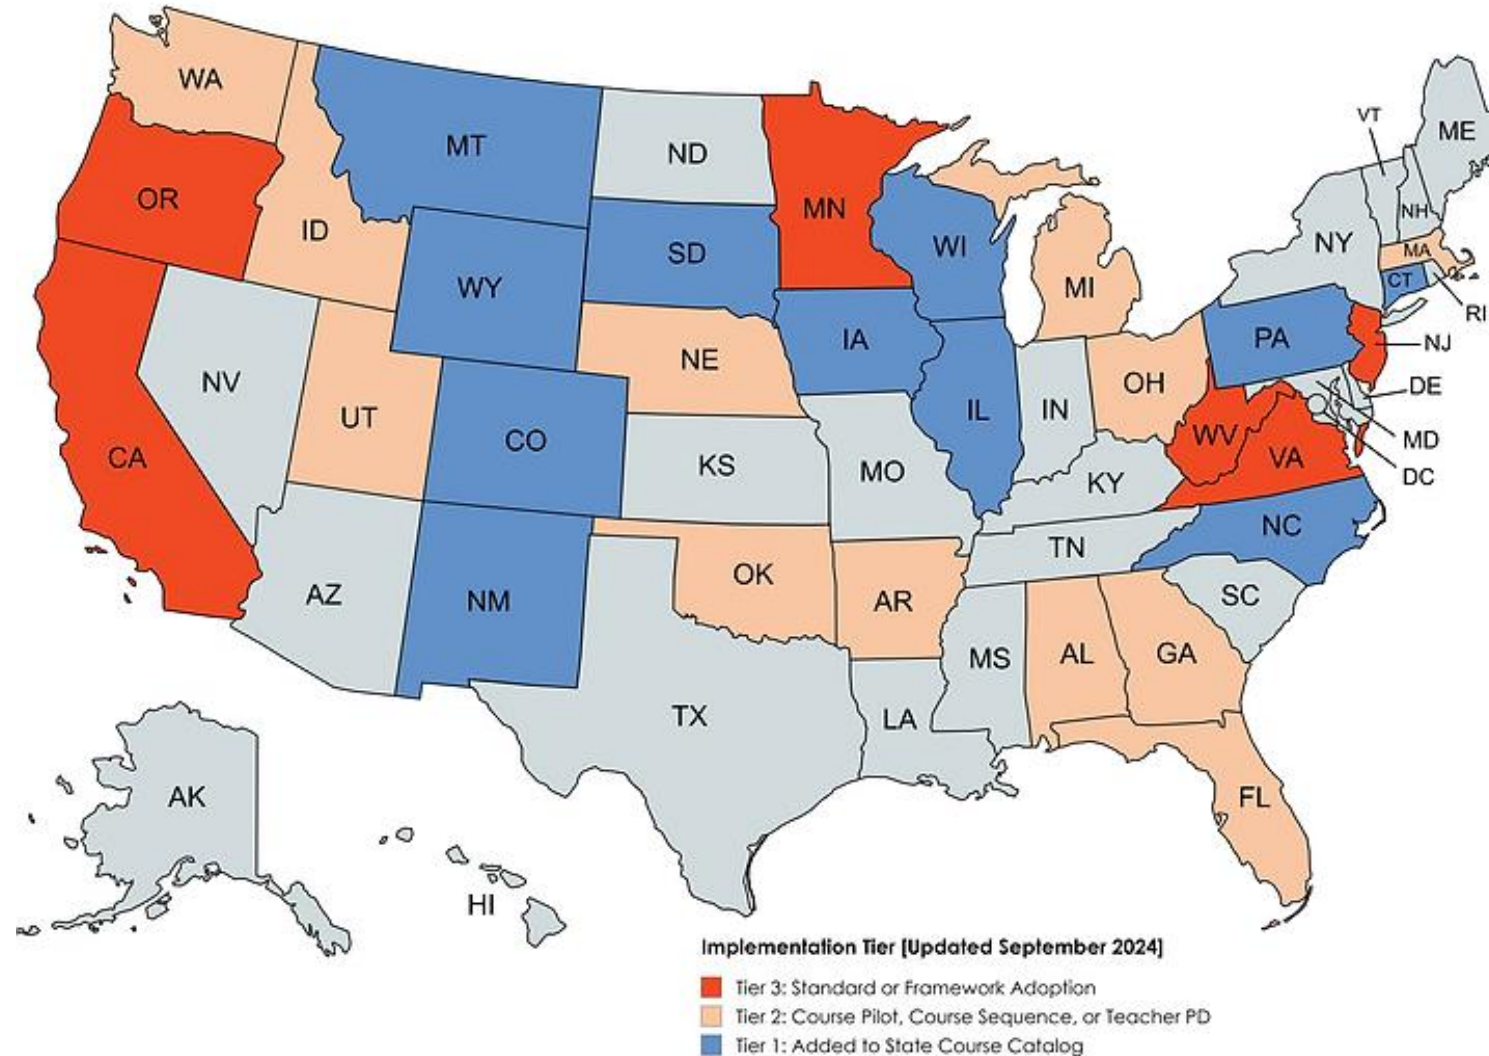 WA
MT
ND
MN
VT
ME
OR
ID
SD
WI
MI
NY
NH
MA
CT
RI
WY
IA
NE
PA
NJ
NV
UT
CO
IL
IN
OH
DE
MD
DC
CA
KS
MO
WV
VA
KY
NC
TN
AZ
NM
OK
AR
SC
MS
AL
GA
TX
LA
FL
AK
HI
Implementation Tier [Updated September 2024]
Tier 3: Standard or Framework Adoption
Tier 2: Course Pilot, Course Sequence, or Teacher PD
Tier 1: Added to State Course Catalog